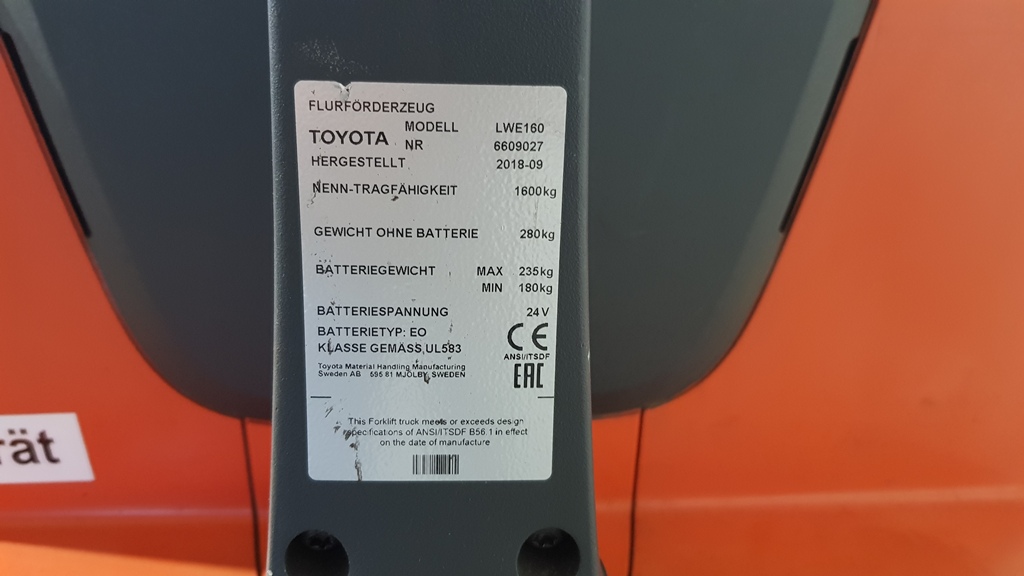 FLURFÖRDERZEUG
TOYOTA MODELL LWE160
NR 6609027
HERGESTELLT 2018-09
NENN-TRAGFÄHIGKEIT 1600kg
GEWICHT OHNE BATTERIE 280kg
BATTERIEGEWICHT MAX 235kg
MIN 180kg
BATTERIESPANNUNG 24V
BATTERIETYP: EO
KLASSE GEMÄSS UL583
CE
ANSI/ITSDF
EAC
Toyota Material Handling Manufacturing
Sweden AB 595 81 MJÖLBY, SWEDEN
This Forklift truck meets or exceeds design
specifications of ANSI/ITSDF B56.1 in effect
on the date of manufacture
rät